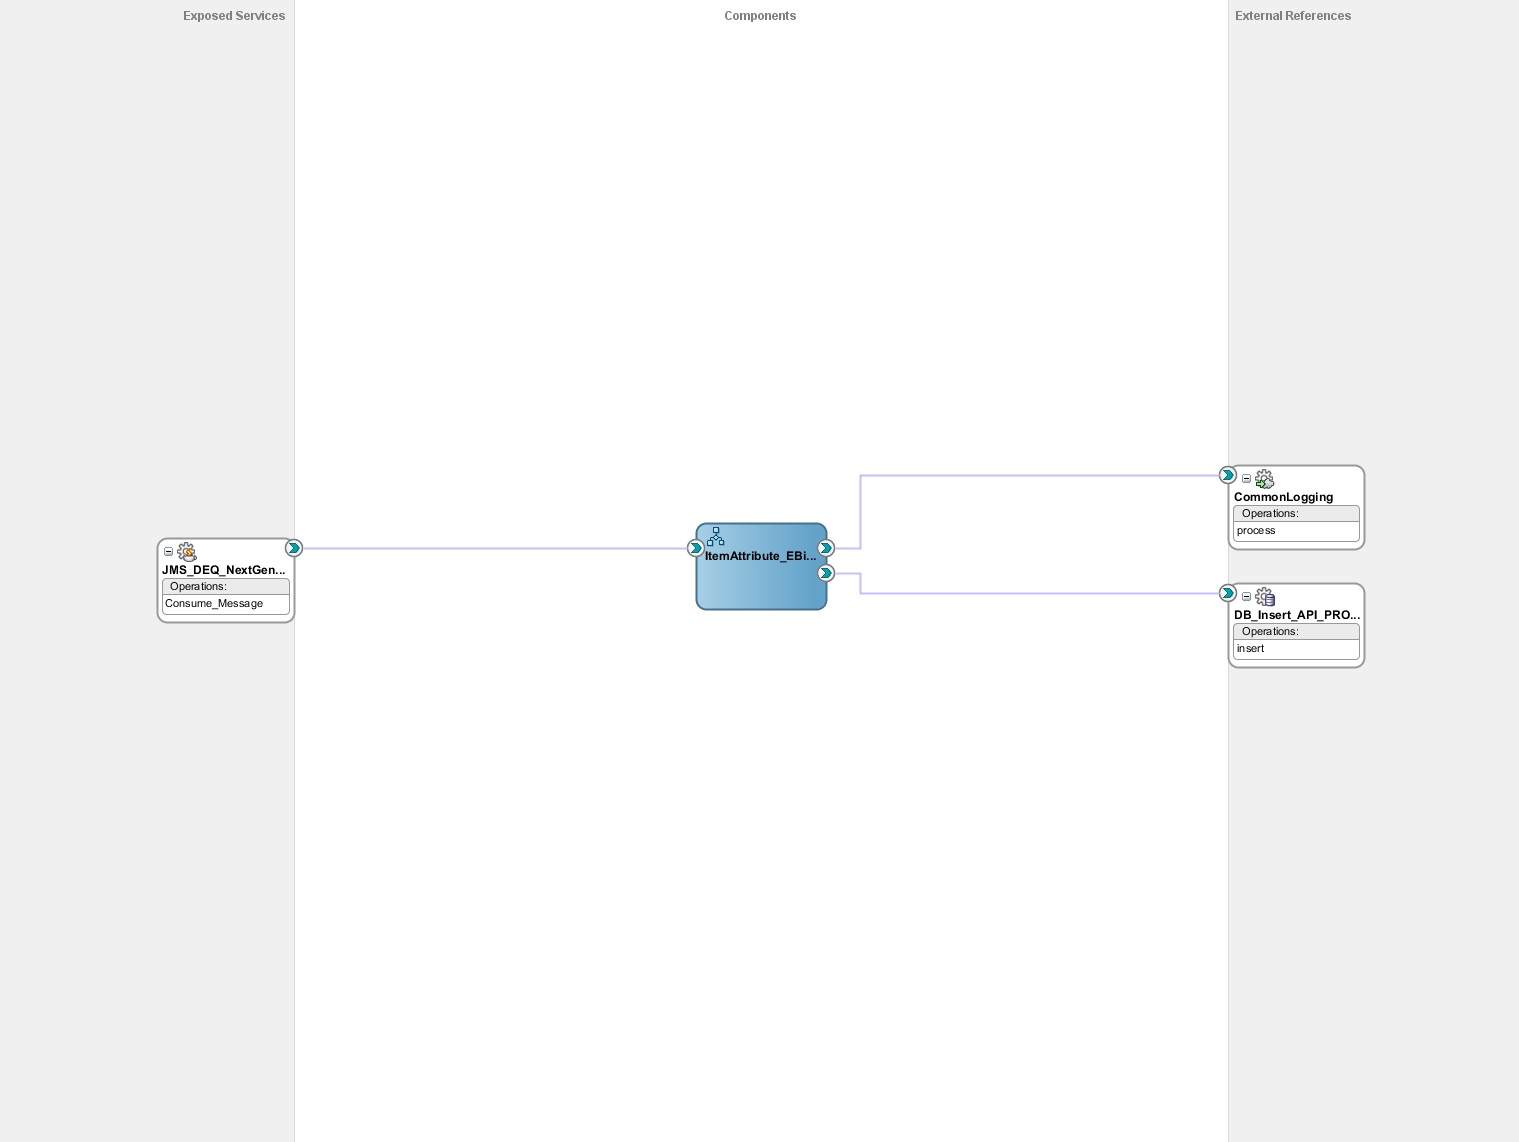 Exposed Services
Components
External References
JMS_DEQ_NextGen...
Operations:
Consume_Message
ItemAttribute_EBi...
CommonLogging
Operations:
process
DB_Insert_API_PRO...
Operations:
insert